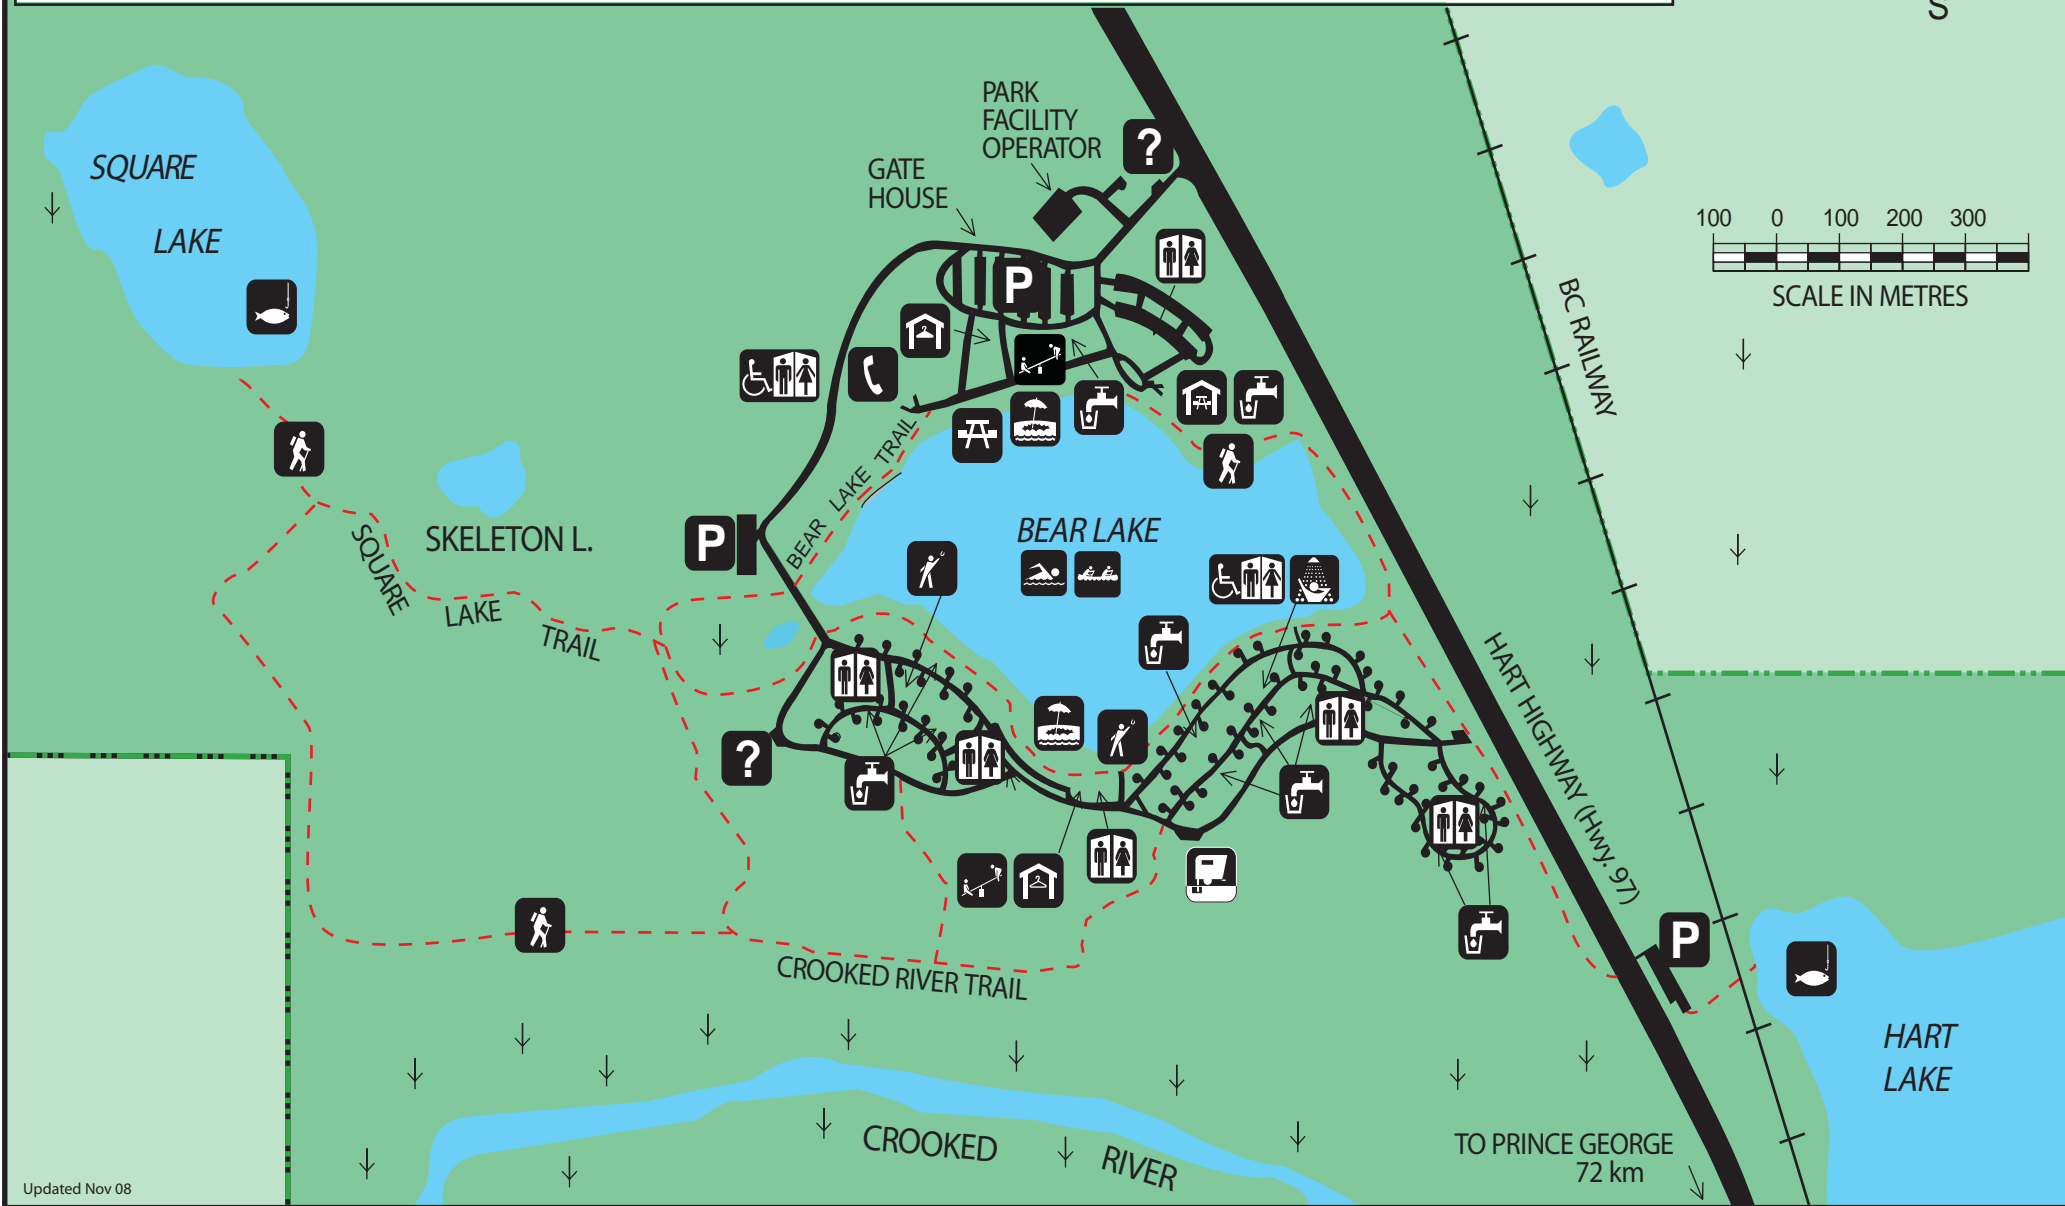 S
PARK
FACILITY
OPERATOR
?
GATE
HOUSE
SQUARE
LAKE
P
100 0 100 200 300
SCALE IN METRES
BC RAILWAY
BEAR LAKE TRAIL
BEAR LAKE
SKELETON L.
P
SQUARE
LAKE
TRAIL
HART HIGHWAY (Hwy. 97)
?
P
CROOKED RIVER TRAIL
HART
LAKE
CROOKED
RIVER
TO PRINCE GEORGE
72 km
Updated Nov 08